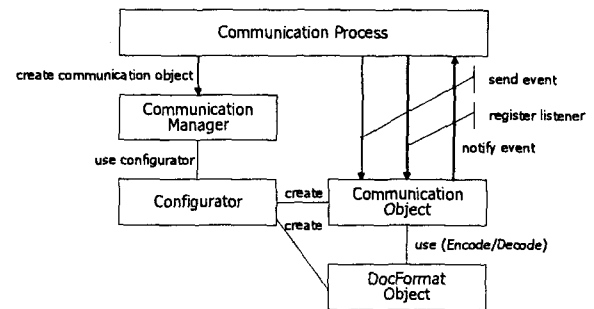 Communication Process
create communication object
send event
Communication
Manager
register listener
notify event
use configurator
Configurator
create
Communication
Object
create
use (Encode/Decode)
DocFormat
Object